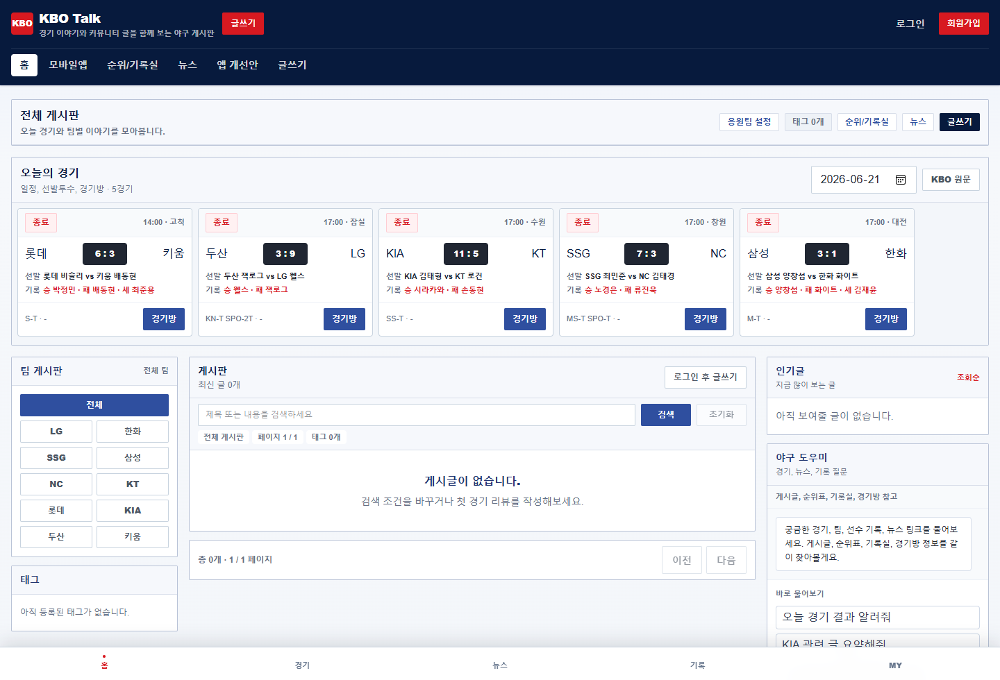 KBO
KBO Talk
경기 이야기와 커뮤니티 글을 함께 보는 야구 게시판
글쓰기
로그인
회원가입
홈
모바일앱
순위/기록실
뉴스
앱 개선안
글쓰기
전체 게시판
오늘 경기와 팀별 이야기를 모아봅니다.
응원팀 설정
태그 0개
순위/기록실
뉴스
글쓰기
오늘의 경기
일정, 선발투수, 경기방 · 5경기
2026-06-21
KBO 원문
종료
14:00 · 고척
롯데
6 : 3
키움
선발 롯데 비슬리 vs 키움 배동현
기록 승 박정민 · 패 배동현 · 세 최준용
S-T · -
경기방
종료
17:00 · 잠실
두산
3 : 9
LG
선발 두산 잭로그 vs LG 웰스
기록 승 웰스 · 패 잭로그
KN-T SPO-2T · -
경기방
종료
17:00 · 수원
KIA
11 : 5
KT
선발 KIA 김태형 vs KT 로건
기록 승 시라카와 · 패 손동현
SS-T · -
경기방
종료
17:00 · 창원
SSG
7 : 3
NC
선발 SSG 최민준 vs NC 김태경
기록 승 노경은 · 패 류진욱
MS-T SPO-T · -
경기방
종료
17:00 · 대전
삼성
3 : 1
한화
선발 삼성 양창섭 vs 한화 화이트
기록 승 양창섭 · 패 화이트 · 세 김재윤
M-T · -
경기방
팀 게시판
전체 팀
전체
LG
한화
SSG
삼성
NC
KT
롯데
KIA
두산
키움
태그
아직 등록된 태그가 없습니다.
게시판
최신 글 0개
로그인 후 글쓰기
제목 또는 내용을 검색하세요
검색
초기화
전체 게시판
페이지 1 / 1
태그 0개
게시글이 없습니다.
검색 조건을 바꾸거나 첫 경기 리뷰를 작성해보세요.
총 0개 · 1 / 1 페이지
이전
다음
인기글
지금 많이 보는 글
조회순
아직 보여줄 글이 없습니다.
야구 도우미
경기, 뉴스, 기록 질문
게시글, 순위표, 기록실, 경기방 참고
궁금한 경기, 팀, 선수 기록, 뉴스 링크를 물어보
세요. 게시글, 순위표, 기록실, 경기방 정보를 같
이 찾아볼게요.
바로 물어보기
오늘 경기 결과 알려줘
KIA 관련 글 요약해줘
홈
경기
뉴스
기록
MY